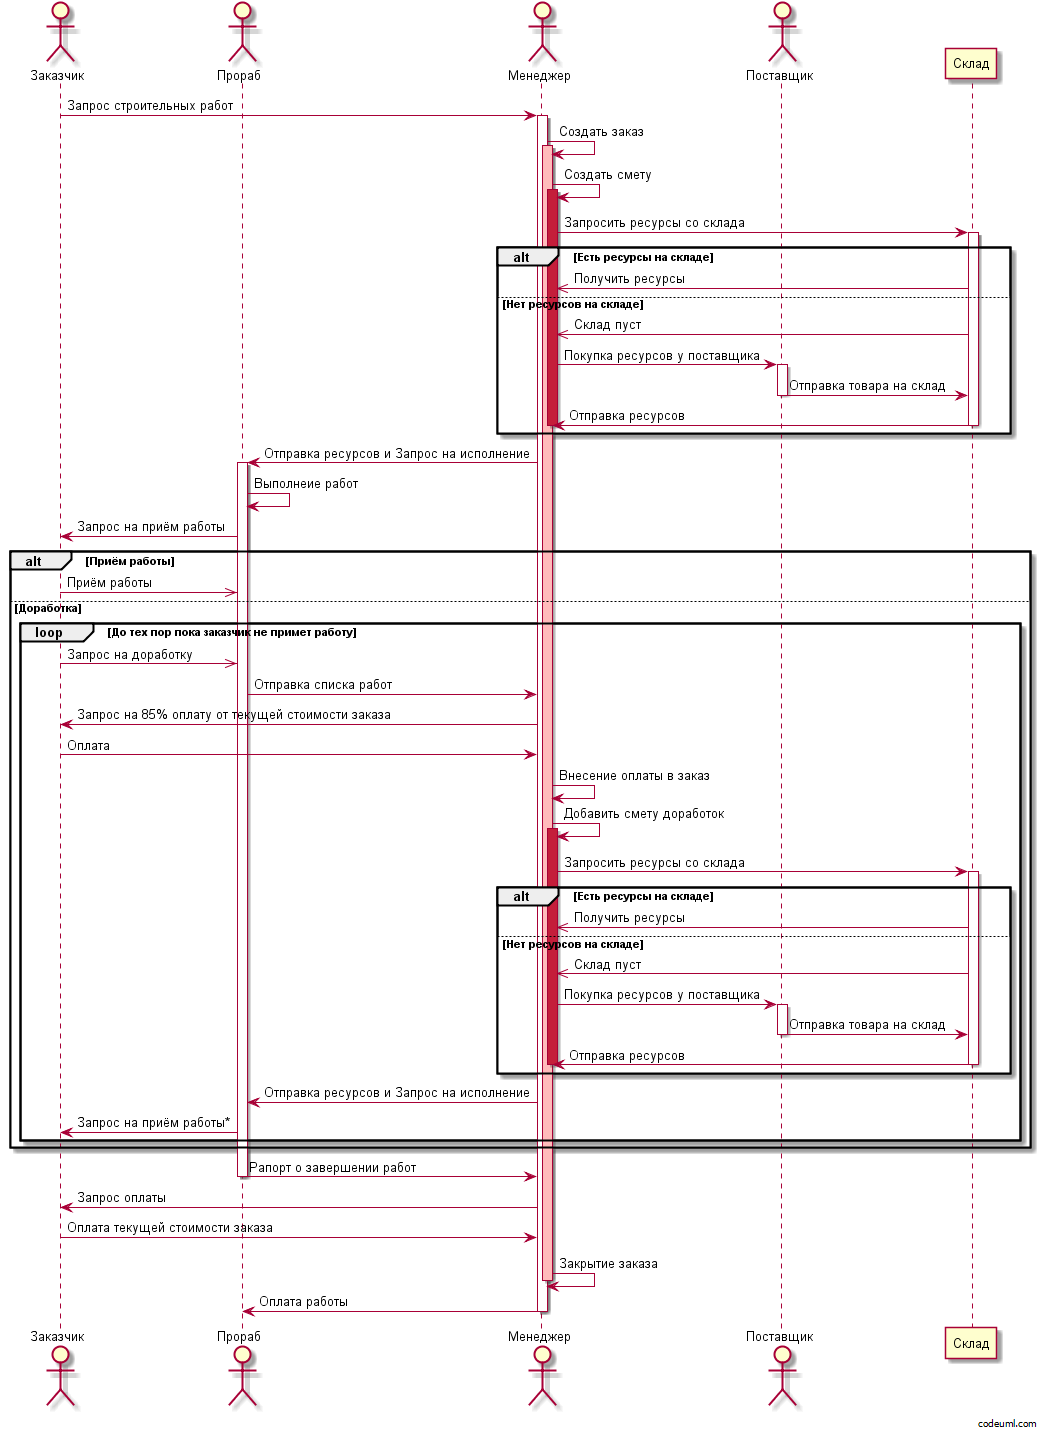 Заказчик
Прораб
Менеджер
Поставщик
Склад
Запрос строительных работ
Создать заказ
Создать смету
Запросить ресурсы со склада
alt
[Есть ресурсы на складе]
Получить ресурсы
[Нет ресурсов на складе]
Склад пуст
Покупка ресурсов у поставщика
Отправка товара на склад
Отправка ресурсов
Отправка ресурсов и Запрос на исполнение
Выполнеие работ
Запрос на приём работы
alt
[Приём работы]
Приём работы
[Доработка]
loop
[До тех пор пока заказчик не примет работу]
Запрос на доработку
Отправка списка работ
Запрос на 85% оплату от текущей стоимости заказа
Оплата
Внесение оплаты в заказ
Добавить смету доработок
Запросить ресурсы со склада
alt
[Есть ресурсы на складе]
Получить ресурсы
[Нет ресурсов на складе]
Склад пуст
Покупка ресурсов у поставщика
Отправка товара на склад
Отправка ресурсов
Отправка ресурсов и Запрос на исполнение
Запрос на приём работы*
Рапорт о завершении работ
Запрос оплаты
Оплата текущей стоимости заказа
Закрытие заказа
Оплата работы
Заказчик
Прораб
Менеджер
Поставщик
Склад
codeuml.com